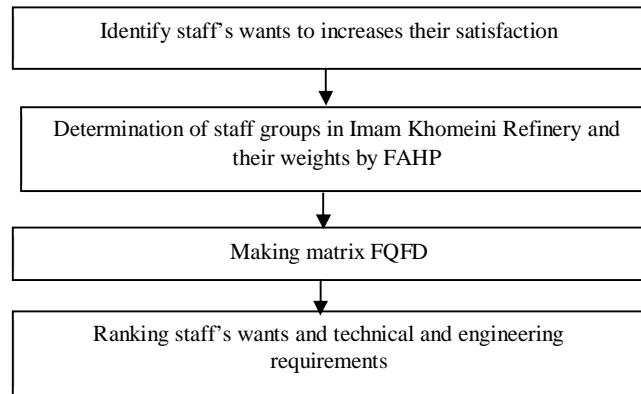 Identify staff's wants to increases their satisfaction
Determination of staff groups in Imam Khomeini Refinery and
their weights by FAHP
Making matrix FQFD
Ranking staff's wants and technical and engineering
requirements